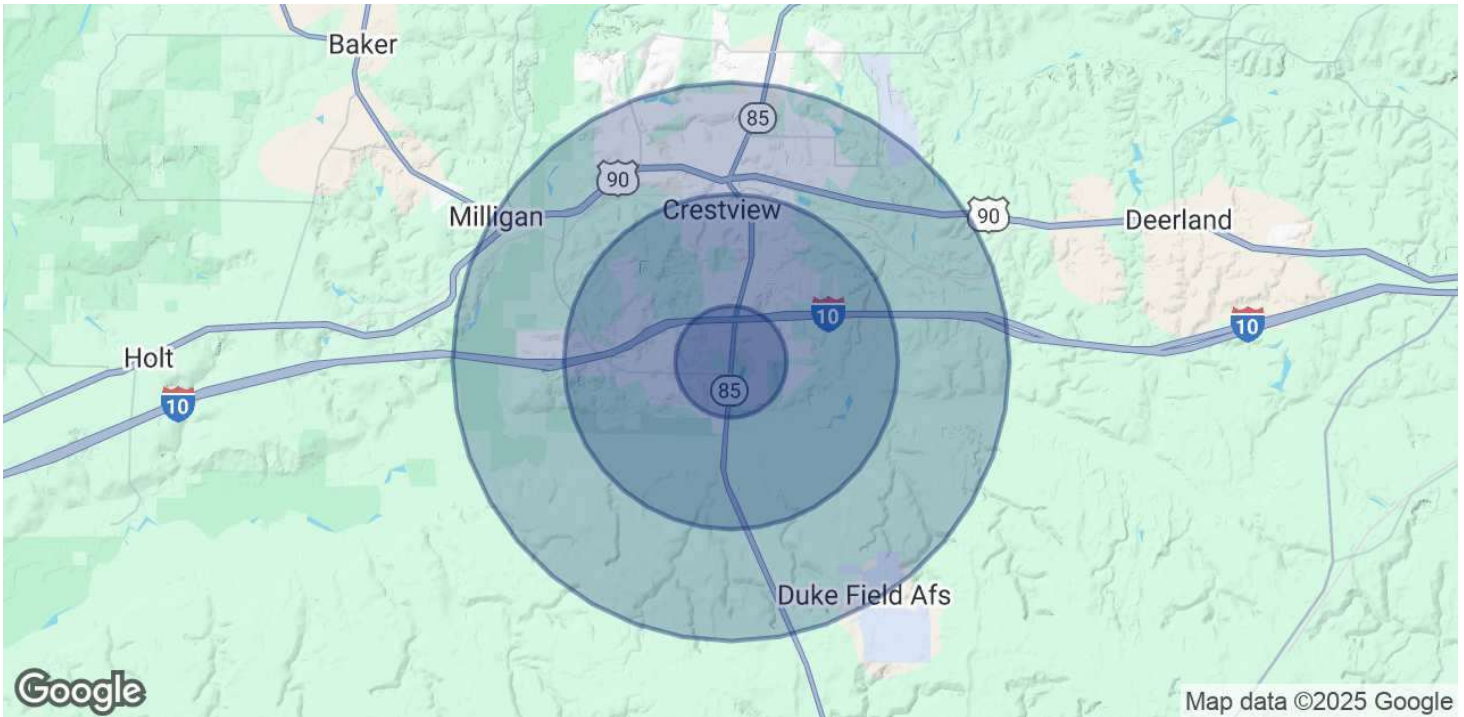 Baker
85
90
Crestview
Milligan
90
Deerland
10
10
Holt
85
10
Duke Field Afs
Google
Map data ©2025 Google